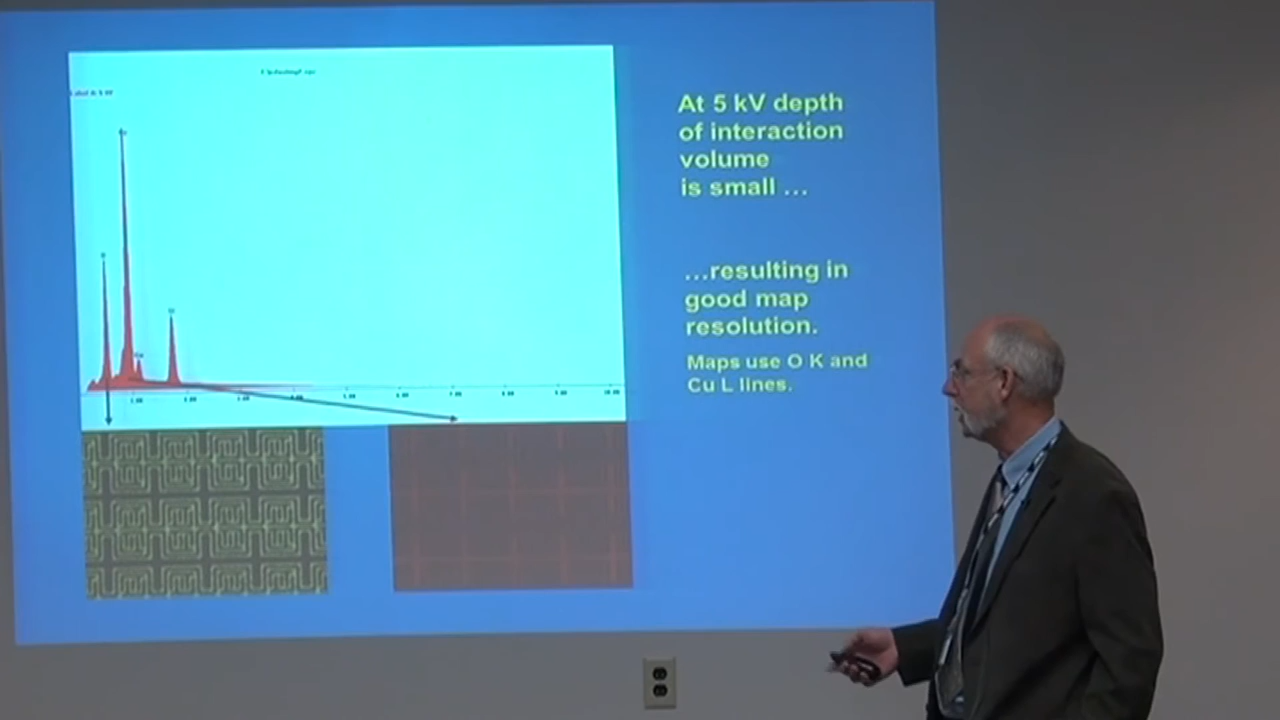 At 5 kV depth
of interaction
volume
is small ...
...resulting in
good map
resolution.
Maps use O K and
Cu L lines.